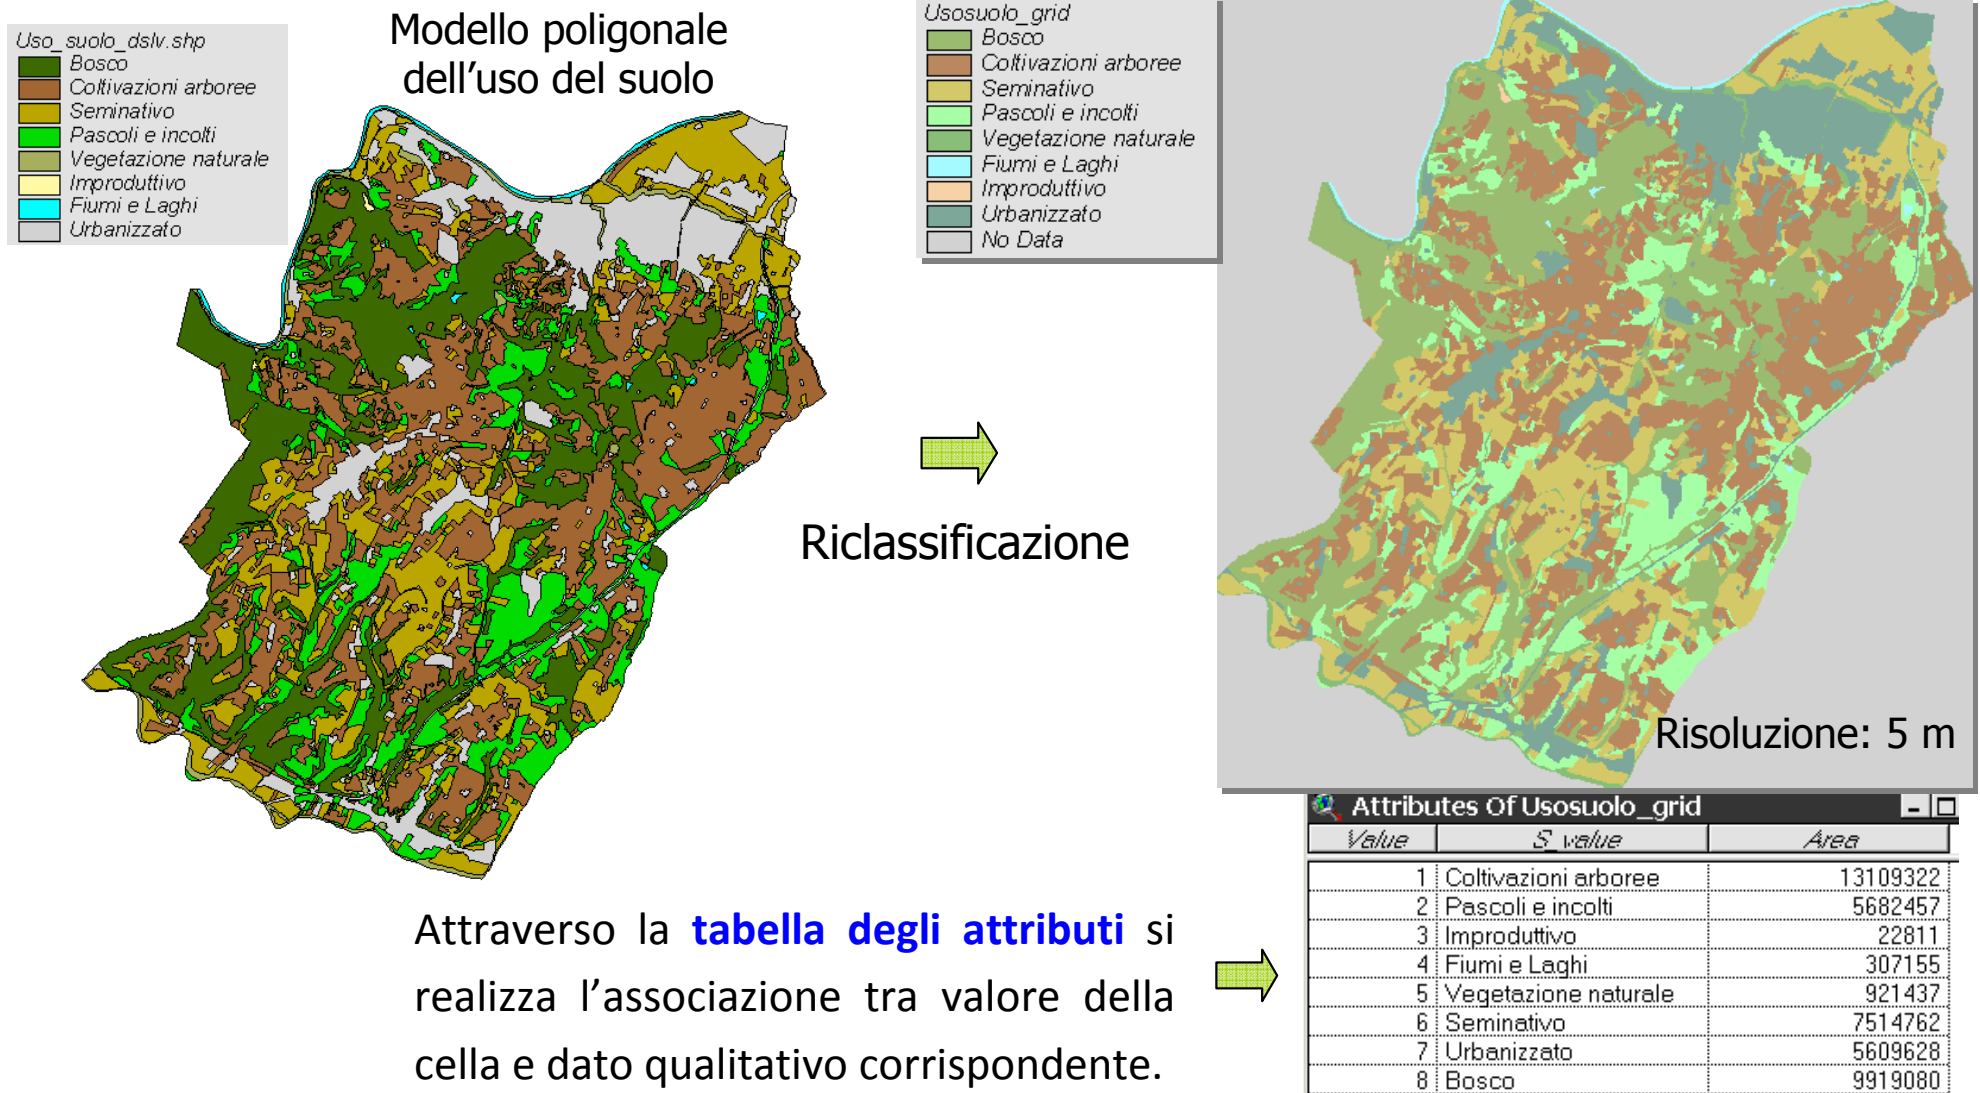 Uso_suolo_dslv.shp
Bosco
Coltivazioni arboree
Seminativo
Pascoli e incolti
Vegetazione naturale
Improduttivo
Fiumi e Laghi
Urbanizzato
Modello poligonale
dell'uso del suolo
Usosuolo_grid
Bosco
Coltivazioni arboree
Seminativo
Pascoli e incolti
Vegetazione naturale
Fiumi e Laghi
Improduttivo
Urbanizzato
No Data
Riclassificazione
Risoluzione: 5 m
Attraverso la tabella degli attributi si
realizza l'associazione tra valore della
cella e dato qualitativo corrispondente.
Attributes Of Usosuolo_grid
Value S_value Area
1 Coltivazioni arboree 13109322
2 Pascoli e incolti 5682457
3 Improduttivo 22811
4 Fiumi e Laghi 307155
5 Vegetazione naturale 921437
6 Seminativo 7514762
7 Urbanizzato 5609628
8 Bosco 9919080